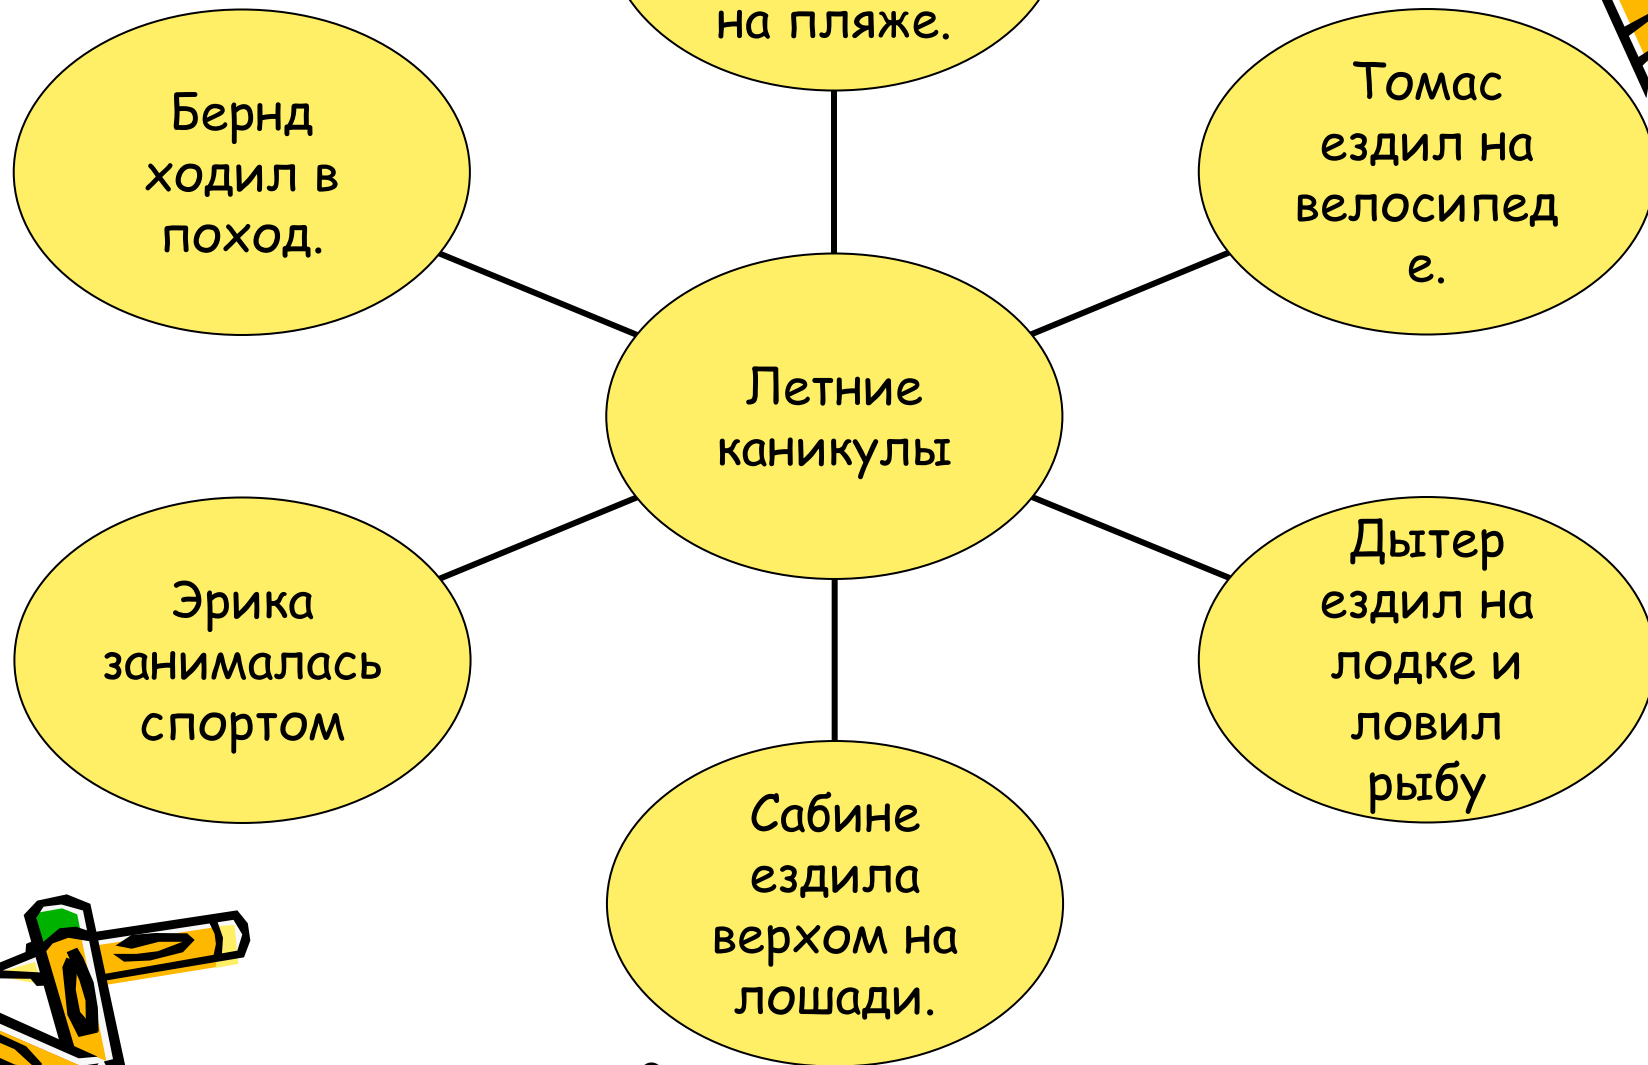 на пляже.
Бернд
ходил в
поход.
Томас
ездил на
велосипед
е.
Летние
каникулы
Эрика
занималась
спортом
Дытер
ездил на
лодке и
ловил
рыбу
Сабине
ездила
верхом на
лошади.